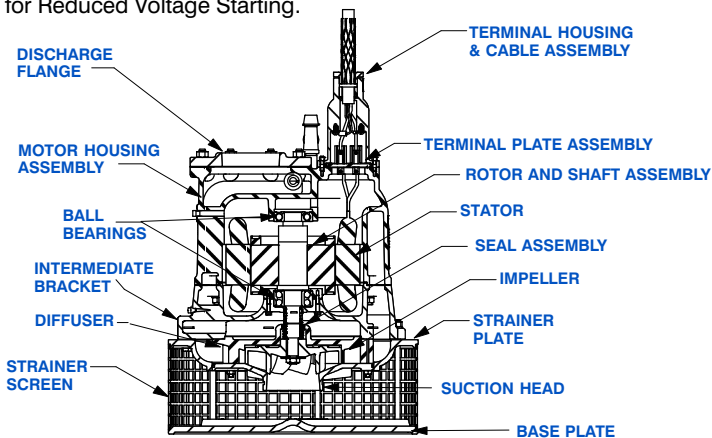 for Reduced Voltage Starting.
TERMINAL HOUSING
& CABLE ASSEMBLY
DISCHARGE
FLANGE
TERMINAL PLATE ASSEMBLY
MOTOR HOUSING
ASSEMBLY
ROTOR AND SHAFT ASSEMBLY
BALL
BEARINGS
STATOR
SEAL ASSEMBLY
INTERMEDIATE
BRACKET
IMPELLER
DIFFUSER
STRAINER
PLATE
STRAINER
SCREEN
SUCTION HEAD
BASE PLATE